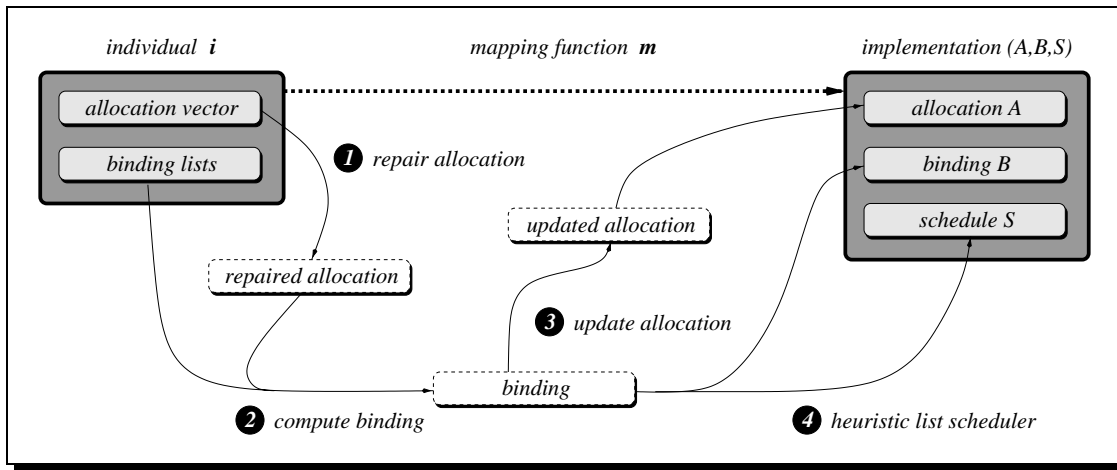 individual i
mapping function m
implementation (A,B,S)
allocation vector
binding lists
1 repair allocation
repaired allocation
2 compute binding
binding
3 update allocation
updated allocation
allocation A
binding B
schedule S
4 heuristic list scheduler